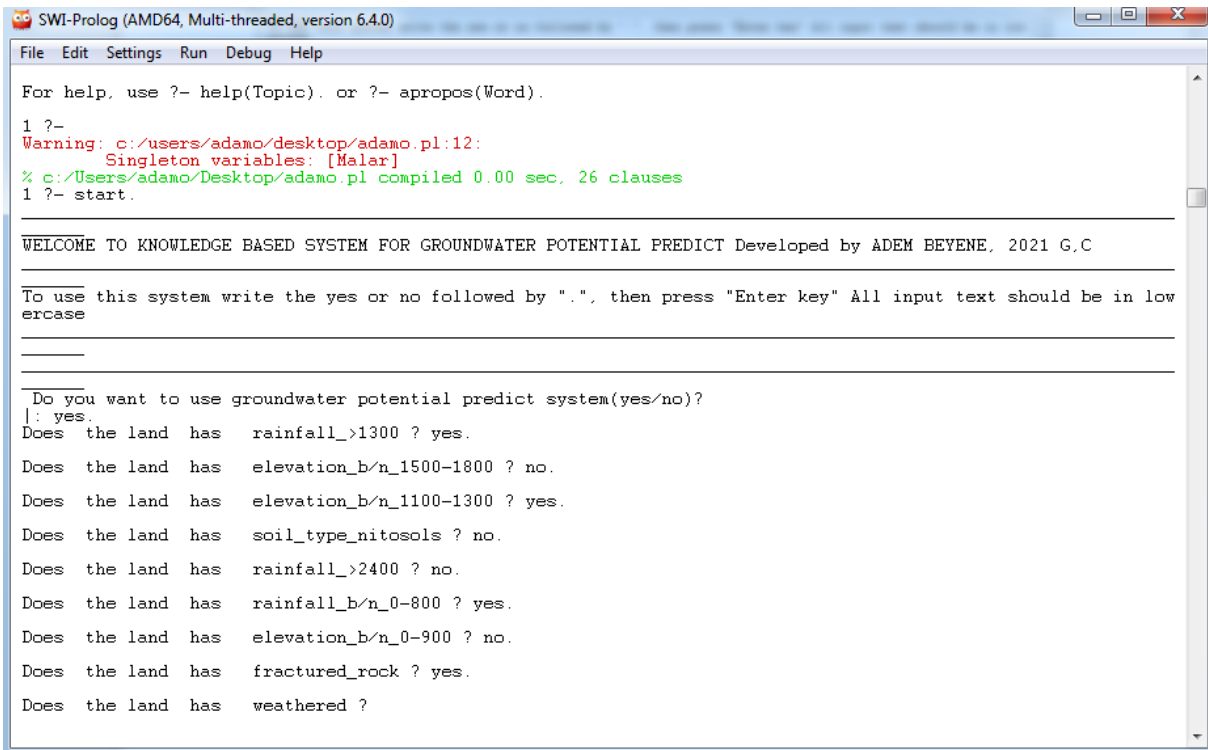 SWI-Prolog (AMD64, Multi-threaded, version 6.4.0)
File Edit Settings Run Debug Help
For help, use ?- help(Topic). or ?- apropos(Word).
1 ?-
Warning: c:/users/adamo/desktop/adamo.pl:12:
Singleton variables: [Malar]
% c:/Users/adamo/Desktop/adamo.pl compiled 0.00 sec, 26 clauses
1 ?- start.
WELCOME TO KNOWLEDGE BASED SYSTEM FOR GROUNDWATER POTENTIAL PREDICT Developed by ADEM BEYENE, 2021 G,C
To use this system write the yes or no followed by ".", then press "Enter key" All input text should be in low
ercase
Do you want to use groundwater potential predict system(yes/no)?
|: yes.
Does the land has rainfall_>1300 ? yes.
Does the land has elevation_b/n_1500-1800 ? no.
Does the land has elevation_b/n_1100-1300 ? yes.
Does the land has soil_type_nitosols ? no.
Does the land has rainfall_>2400 ? no.
Does the land has rainfall_b/n_0-800 ? yes.
Does the land has elevation_b/n_0-900 ? no.
Does the land has fractured_rock ? yes.
Does the land has weathered ?